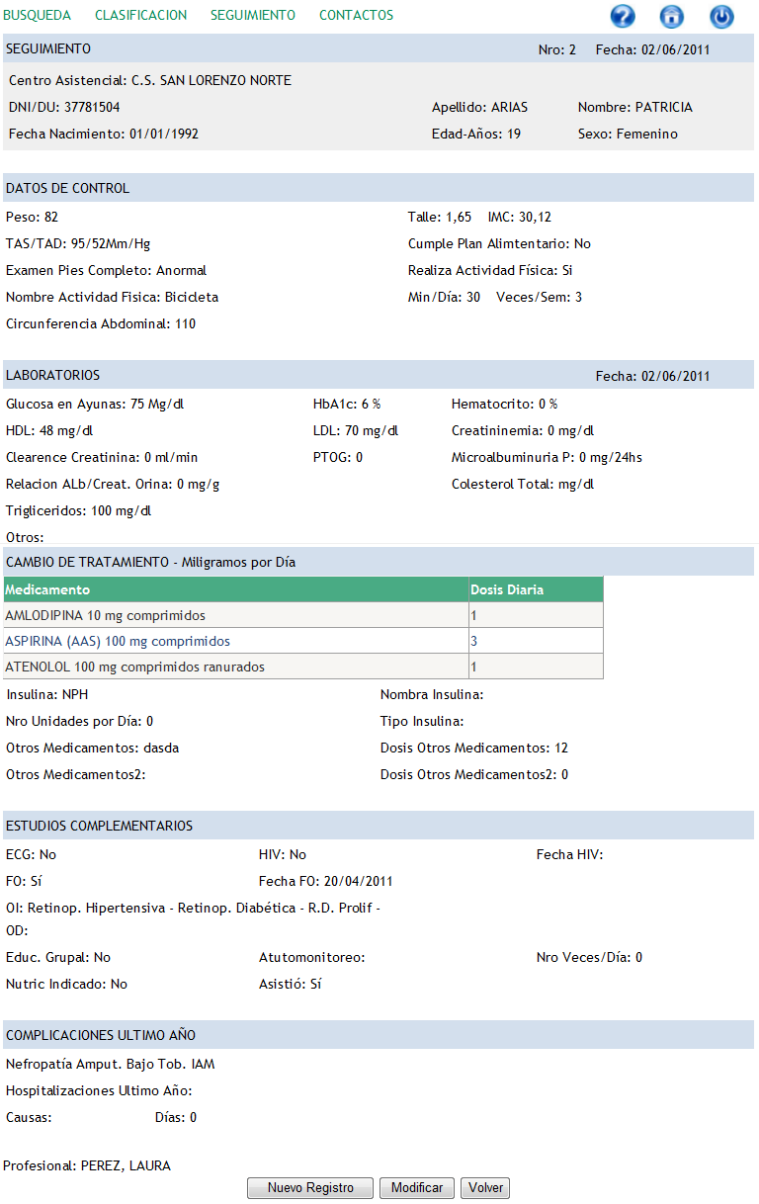 BUSQUEDA CLASIFICACION SEGUIMIENTO CONTACTOS ?
SEGUIMIENTO Nro: 2 Fecha: 02/06/2011
Centro Asistencial: C.S. SAN LORENZO NORTE
DNI/DU: 37781504 Apellido: ARIAS Nombre: PATRICIA
Fecha Nacimiento: 01/01/1992 Edad-Años: 19 Sexo: Femenino
DATOS DE CONTROL
Peso: 82 Talle: 1,65 IMC: 30,12
TAS/TAD: 95/52Mm/Hg Cumple Plan Alimtentario: No
Examen Pies Completo: Anormal Realiza Actividad Física: Si
Nombre Actividad Fisica: Bicicleta Min/Día: 30 Veces/Sem: 3
Circunferencia Abdominal: 110
LABORATORIOS Fecha: 02/06/2011
Glucosa en Ayunas: 75 Mg/dl HbA1c: 6 % Hematocrito: 0 %
HDL: 48 mg/dl LDL: 70 mg/dl Creatininemia: 0 mg/dl
Clearence Creatinina: 0 ml/min PTOG: 0 Microalbuminuria P: 0 mg/24hs
Relacion ALb/Creat. Orina: 0 mg/g Colesterol Total: mg/dl
Trigliceridos: 100 mg/dl
Otros:
CAMBIO DE TRATAMIENTO - Miligramos por Día
Medicamento Dosis Diaria
AMLODIPINA 10 mg comprimidos 1
ASPIRINA (AAS) 100 mg comprimidos 3
ATENOLOL 100 mg comprimidos ranurados 1
Insulina: NPH Nombra Insulina:
Nro Unidades por Día: 0 Tipo Insulina:
Otros Medicamentos: dasda Dosis Otros Medicamentos: 12
Otros Medicamentos2: Dosis Otros Medicamentos2: 0
ESTUDIOS COMPLEMENTARIOS
ECG: No HIV: No Fecha HIV:
FO: Sí Fecha FO: 20/04/2011
OI: Retinop. Hipertensiva - Retinop. Diabética - R.D. Prolif -
OD:
Educ. Grupal: No Atutomonitoreo: Nro Veces/Día: 0
Nutric Indicado: No Asistió: Sí
COMPLICACIONES ULTIMO AÑO
Nefropatía Amput. Bajo Tob. IAM
Hospitalizaciones Ultimo Año:
Causas: Días: 0
Profesional: PEREZ, LAURA
Nuevo Registro Modificar Volver